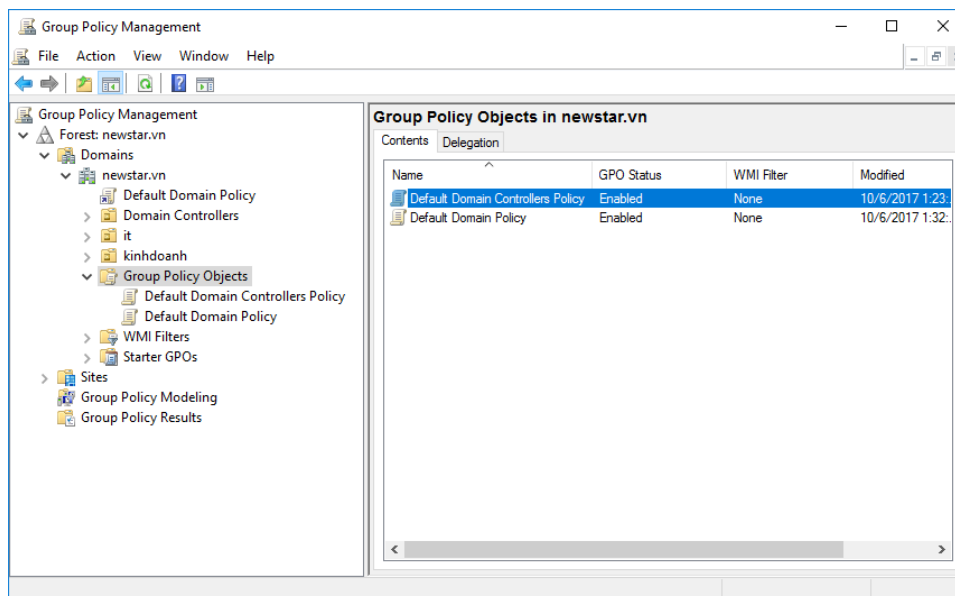 Group Policy Management
File Action View Window Help
Group Policy Management
Forest: newstar.vn
Domains
newstar.vn
Default Domain Policy
Domain Controllers
it
kinhdoanh
Group Policy Objects
Default Domain Controllers Policy
Default Domain Policy
WMI Filters
Starter GPOs
Sites
Group Policy Modeling
Group Policy Results
Group Policy Objects in newstar.vn
Contents Delegation
Name GPO Status WMI Filter Modified
Default Domain Controllers Policy Enabled None 10/6/2017 1:23:
Default Domain Policy Enabled None 10/6/2017 1:32: